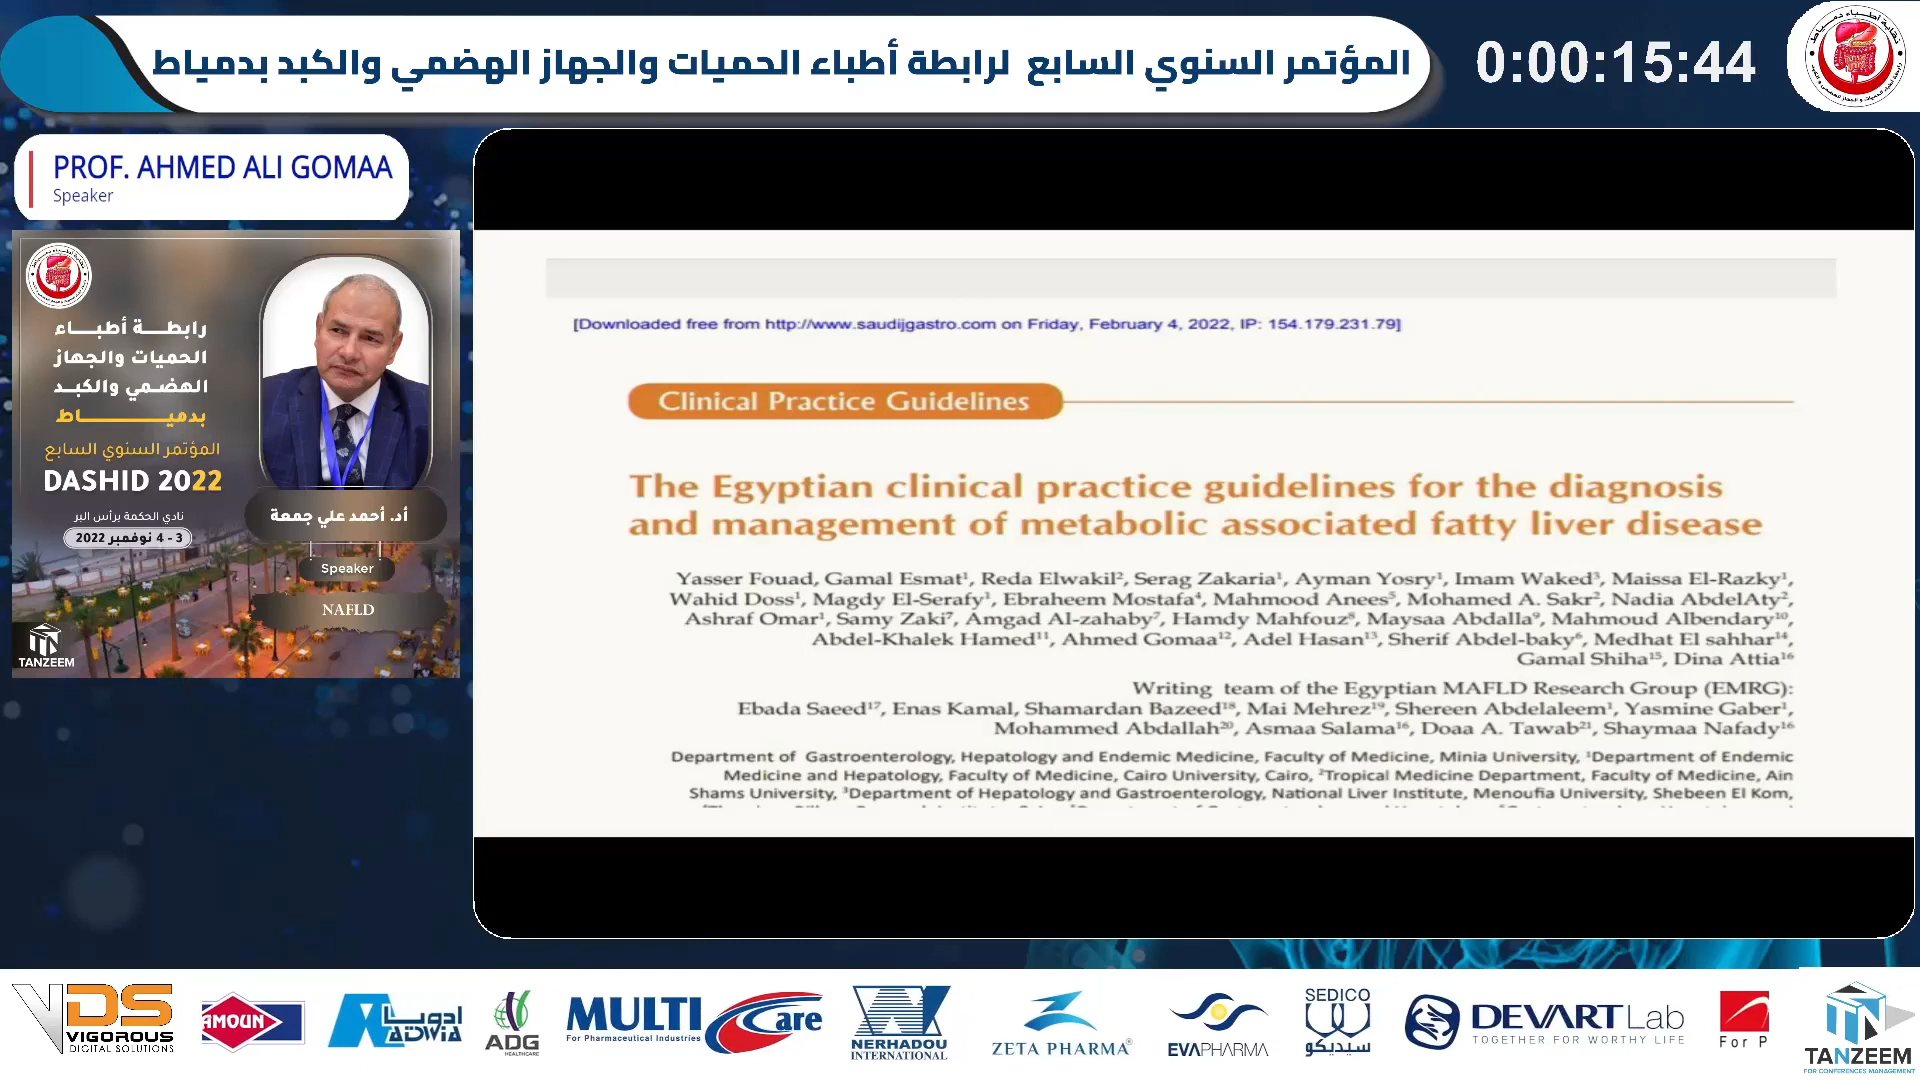 المؤتمر السنوي السابع لرابطة أطباء الحميات والجهاز الهضمي والكبد بدمياط
0:00:15:44
PROF. AHMED ALI GOMAA
Speaker
رابطة أطباء
الحميات والجهاز
الهضمي والكبد
بدمياط
المؤتمر السنوي السابع
DASHID 2022
نادي الحكمة برأس البر
3 - 4 نوفمبر 2022
أد. أحمد علي جمعة
Speaker
NAFLD
TANZEEM
[Downloaded free from http://www.saudijgastro.com on Friday, February 4, 2022, IP: 154.179.231.79]
Clinical Practice Guidelines
The Egyptian clinical practice guidelines for the diagnosis
and management of metabolic associated fatty liver disease
Yasser Fouad, Gamal Esmat¹, Reda Elwakil², Serag Zakaria¹, Ayman Yosry¹, Imam Waked³, Maissa El-Razky¹,
Wahid Doss¹, Magdy El-Serafy¹, Ebraheem Mostafa⁴, Mahmood Anees⁵, Mohamed A. Sakr², Nadia AbdelAty²,
Ashraf Omar¹, Samy Zaki⁷, Amgad Al-zahaby⁷, Hamdy Mahfouz⁸, Maysaa Abdalla⁹, Mahmoud Albendary¹⁰,
Abdel-Khalek Hamed¹¹, Ahmed Gomaa¹², Adel Hasan¹³, Sherif Abdel-baky⁶, Medhat El sahhar¹⁴,
Gamal Shiha¹⁵, Dina Attia¹⁶
Writing team of the Egyptian MAFLD Research Group (EMRG):
Ebada Saeed¹⁷, Enas Kamal, Shamardan Bazeed¹⁸, Mai Mehrez¹⁹, Shereen Abdelaleem¹, Yasmine Gaber¹,
Mohammed Abdallah²⁰, Asmaa Salama¹⁶, Doaa A. Tawab²¹, Shaymaa Nafady¹⁶
Department of Gastroenterology, Hepatology and Endemic Medicine, Faculty of Medicine, Minia University, ¹Department of Endemic
Medicine and Hepatology, Faculty of Medicine, Cairo University, Cairo, ²Tropical Medicine Department, Faculty of Medicine, Ain
Shams University, ³Department of Hepatology and Gastroenterology, National Liver Institute, Menoufia University, Shebeen El Kom,
VDS
VIGOROUS
DIGITAL SOLUTIONS
AMOUN
ادويا
ADWIA
ADG
HEALTHCARE
MULTI Care
For Pharmaceutical Industries
NERHADOU
INTERNATIONAL
ZETA PHARMA®
EVAPHARMA
SEDICO
سيديكو
DEVART Lab
TOGETHER FOR WORTHY LIFE
For P
TANZEEM
FOR CONFERENCES MANAGEMENT